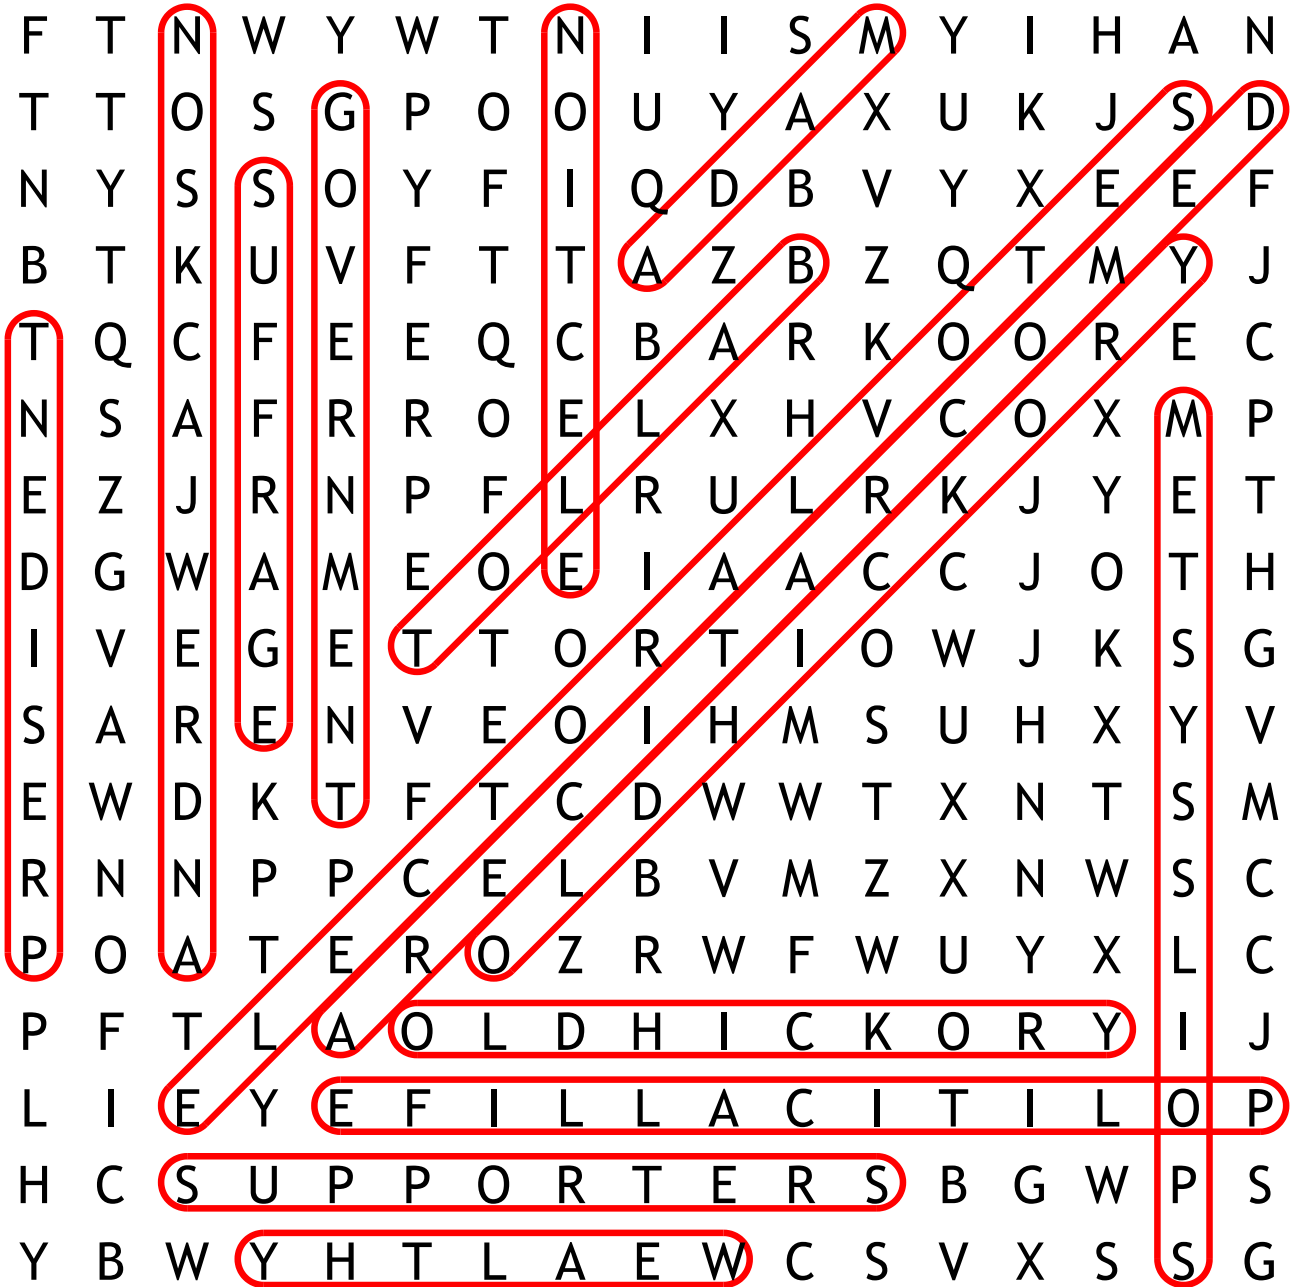 F T N W Y W T N I I S M Y I H A N
T T O S G P O O U Y A X U K J S D
N Y S S O Y F I Q D B V Y X E E F
B T K U V F T T A Z B Z Q T M Y J
T Q C F E E Q C B A R K O O R E C
N S A F R R O E L X H V C O X M P
E Z J R N P F L R U L R K J Y E T
D G W A M E O E I A A C C J O T H
I V E G E T T O R T I O W J K S G
S A R E N V E O I H M S U H X Y V
E W D K T F T C D W W T X N T S M
R N N P P C E L B V M Z X N W S C
P O A T E R O Z R W F W U Y X L C
P F T L A O L D H I C K O R Y I J
L I E Y E F I L L A C I T I L O P
H C S U P P O R T E R S B G W P S
Y B W Y H T L A E W C S V X S S G